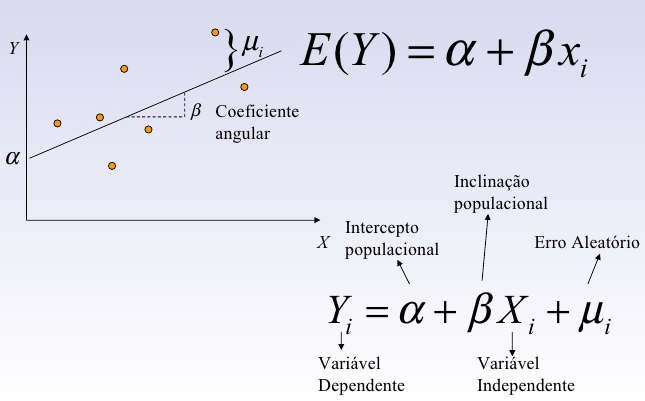 Y
μi
E(Y) = α + βxi
β
Coeficiente
angular
α
X
Inclinação
populacional
Intercepto
populacional
Erro Aleatório
Yi = α + βXi + μi
Variável
Dependente
Variável
Independente